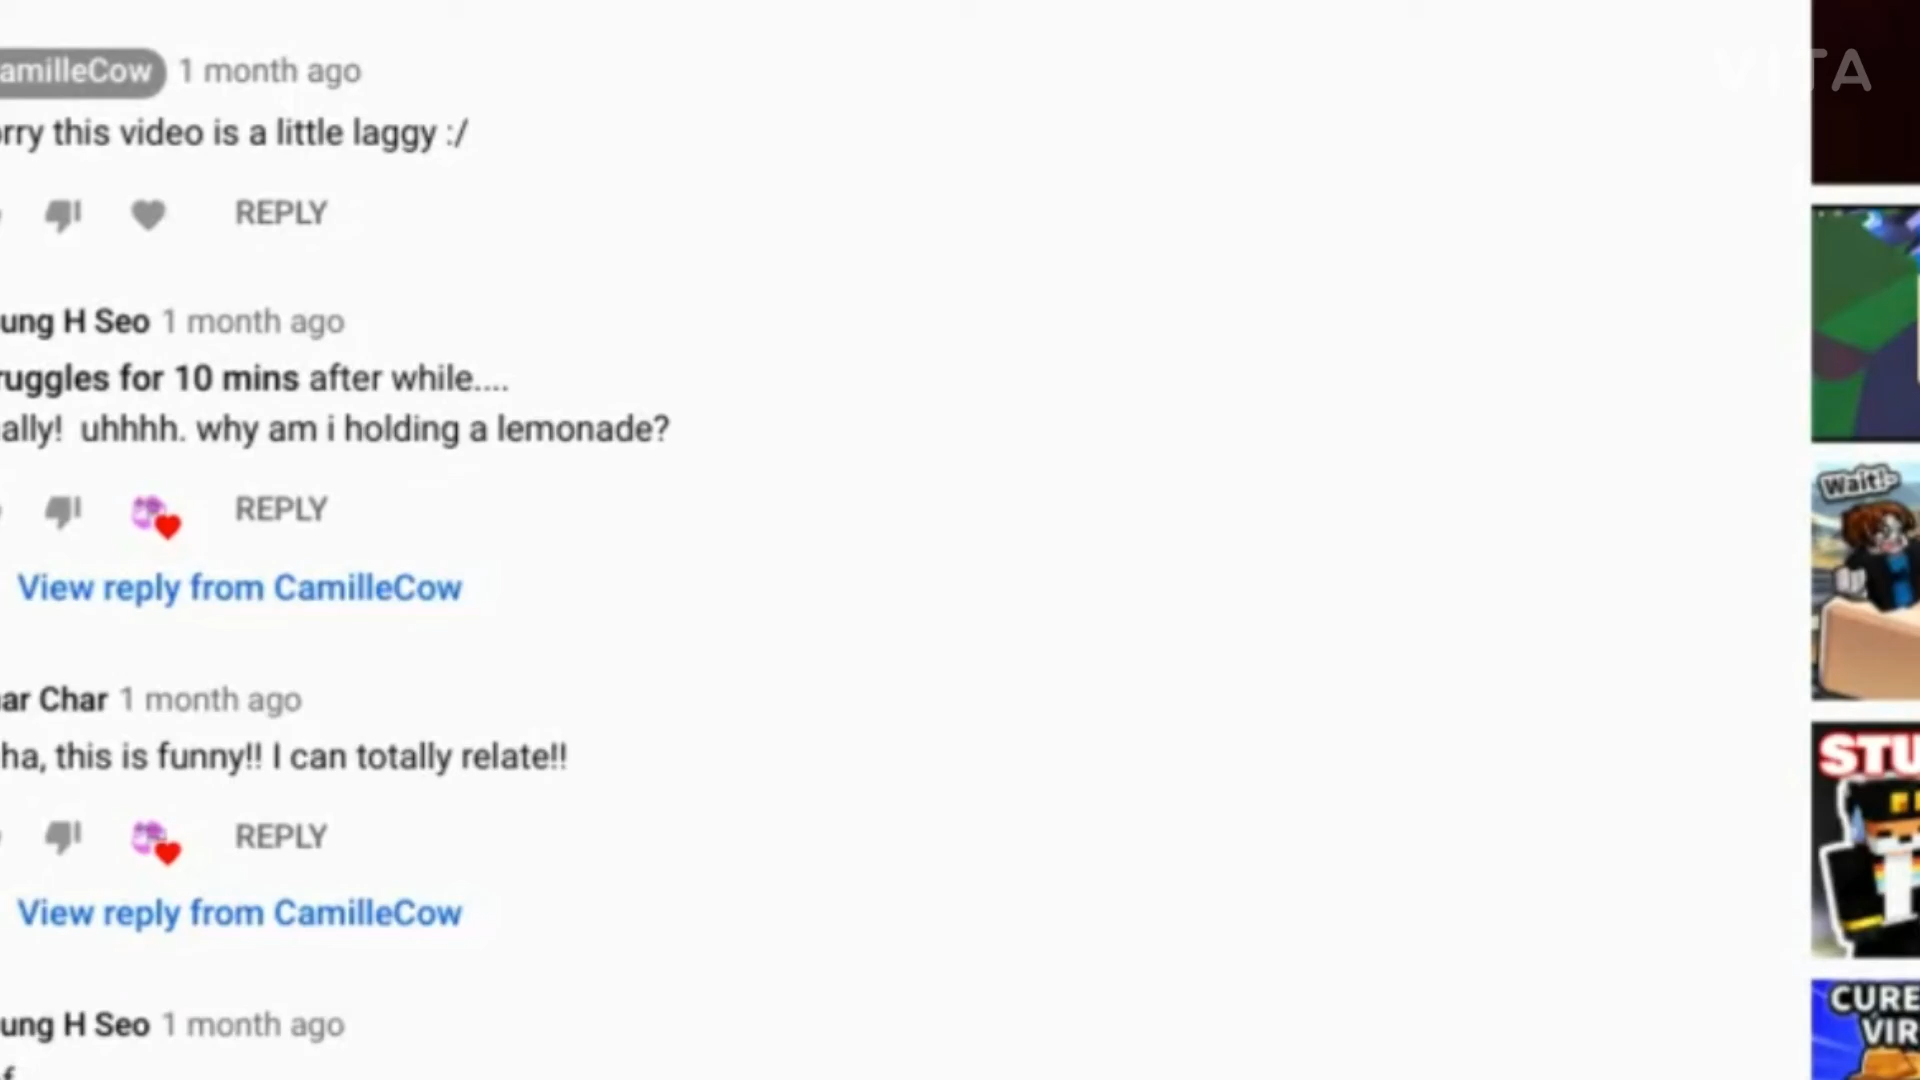 amilleCow 1 month ago
VITA
rry this video is a little laggy :/
REPLY
ung H Seo 1 month ago
ruggles for 10 mins after while....
ally! uhhhh. why am i holding a lemonade?
Wait!
REPLY
View reply from CamilleCow
ar Char 1 month ago
ha, this is funny!! I can totally relate!!
STU
REPLY
View reply from CamilleCow
ung H Seo 1 month ago
CURE
VIR